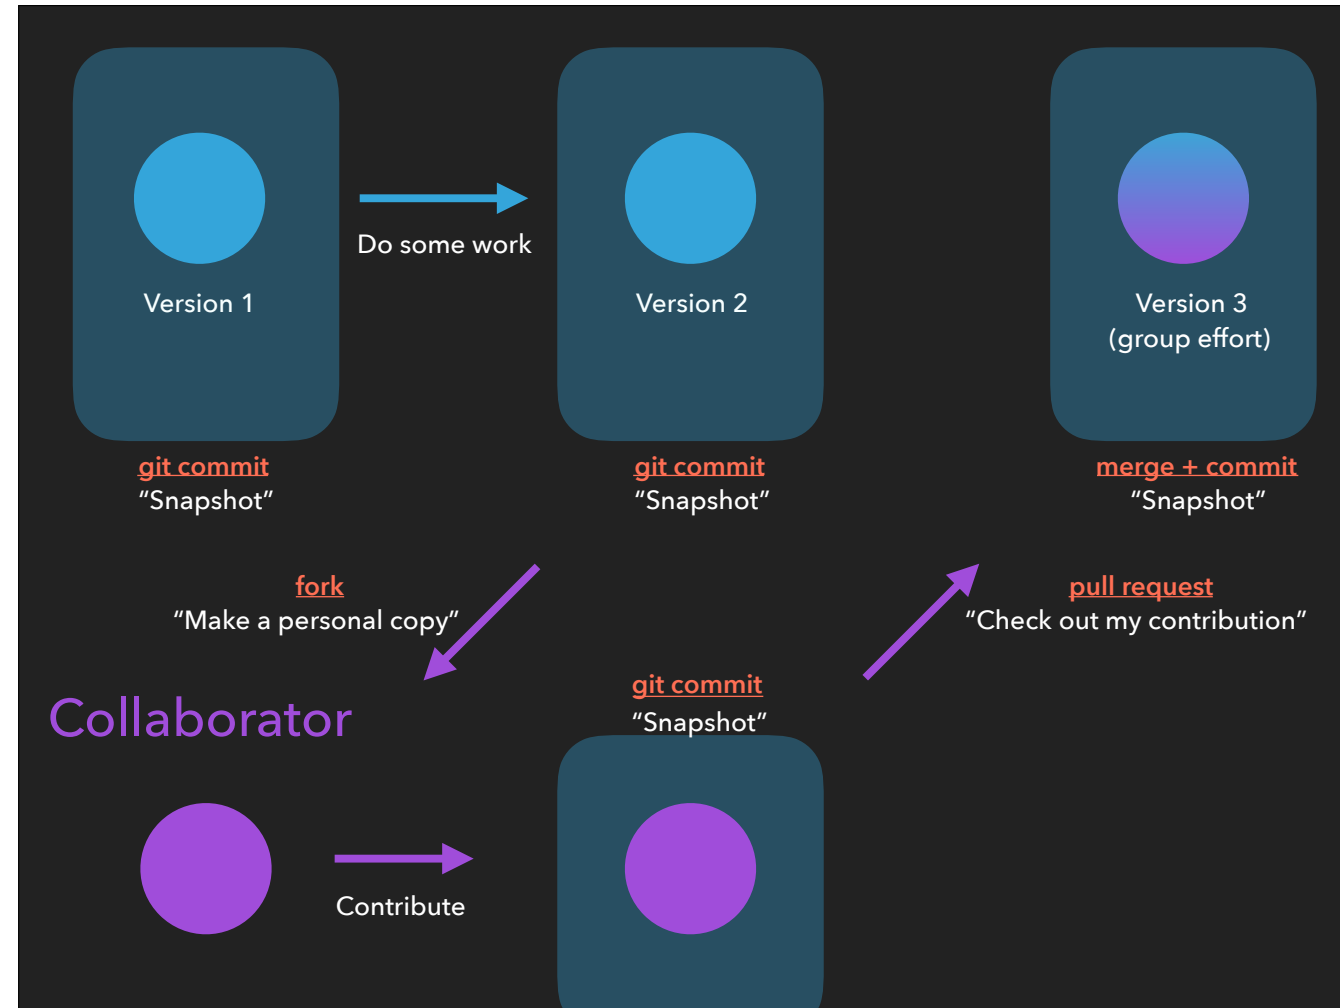 Do some work
Version 1
Version 2
Version 3
(group effort)
git commit
“Snapshot”
git commit
“Snapshot”
merge + commit
“Snapshot”
fork
“Make a personal copy”
pull request
“Check out my contribution”
Collaborator
git commit
“Snapshot”
Contribute